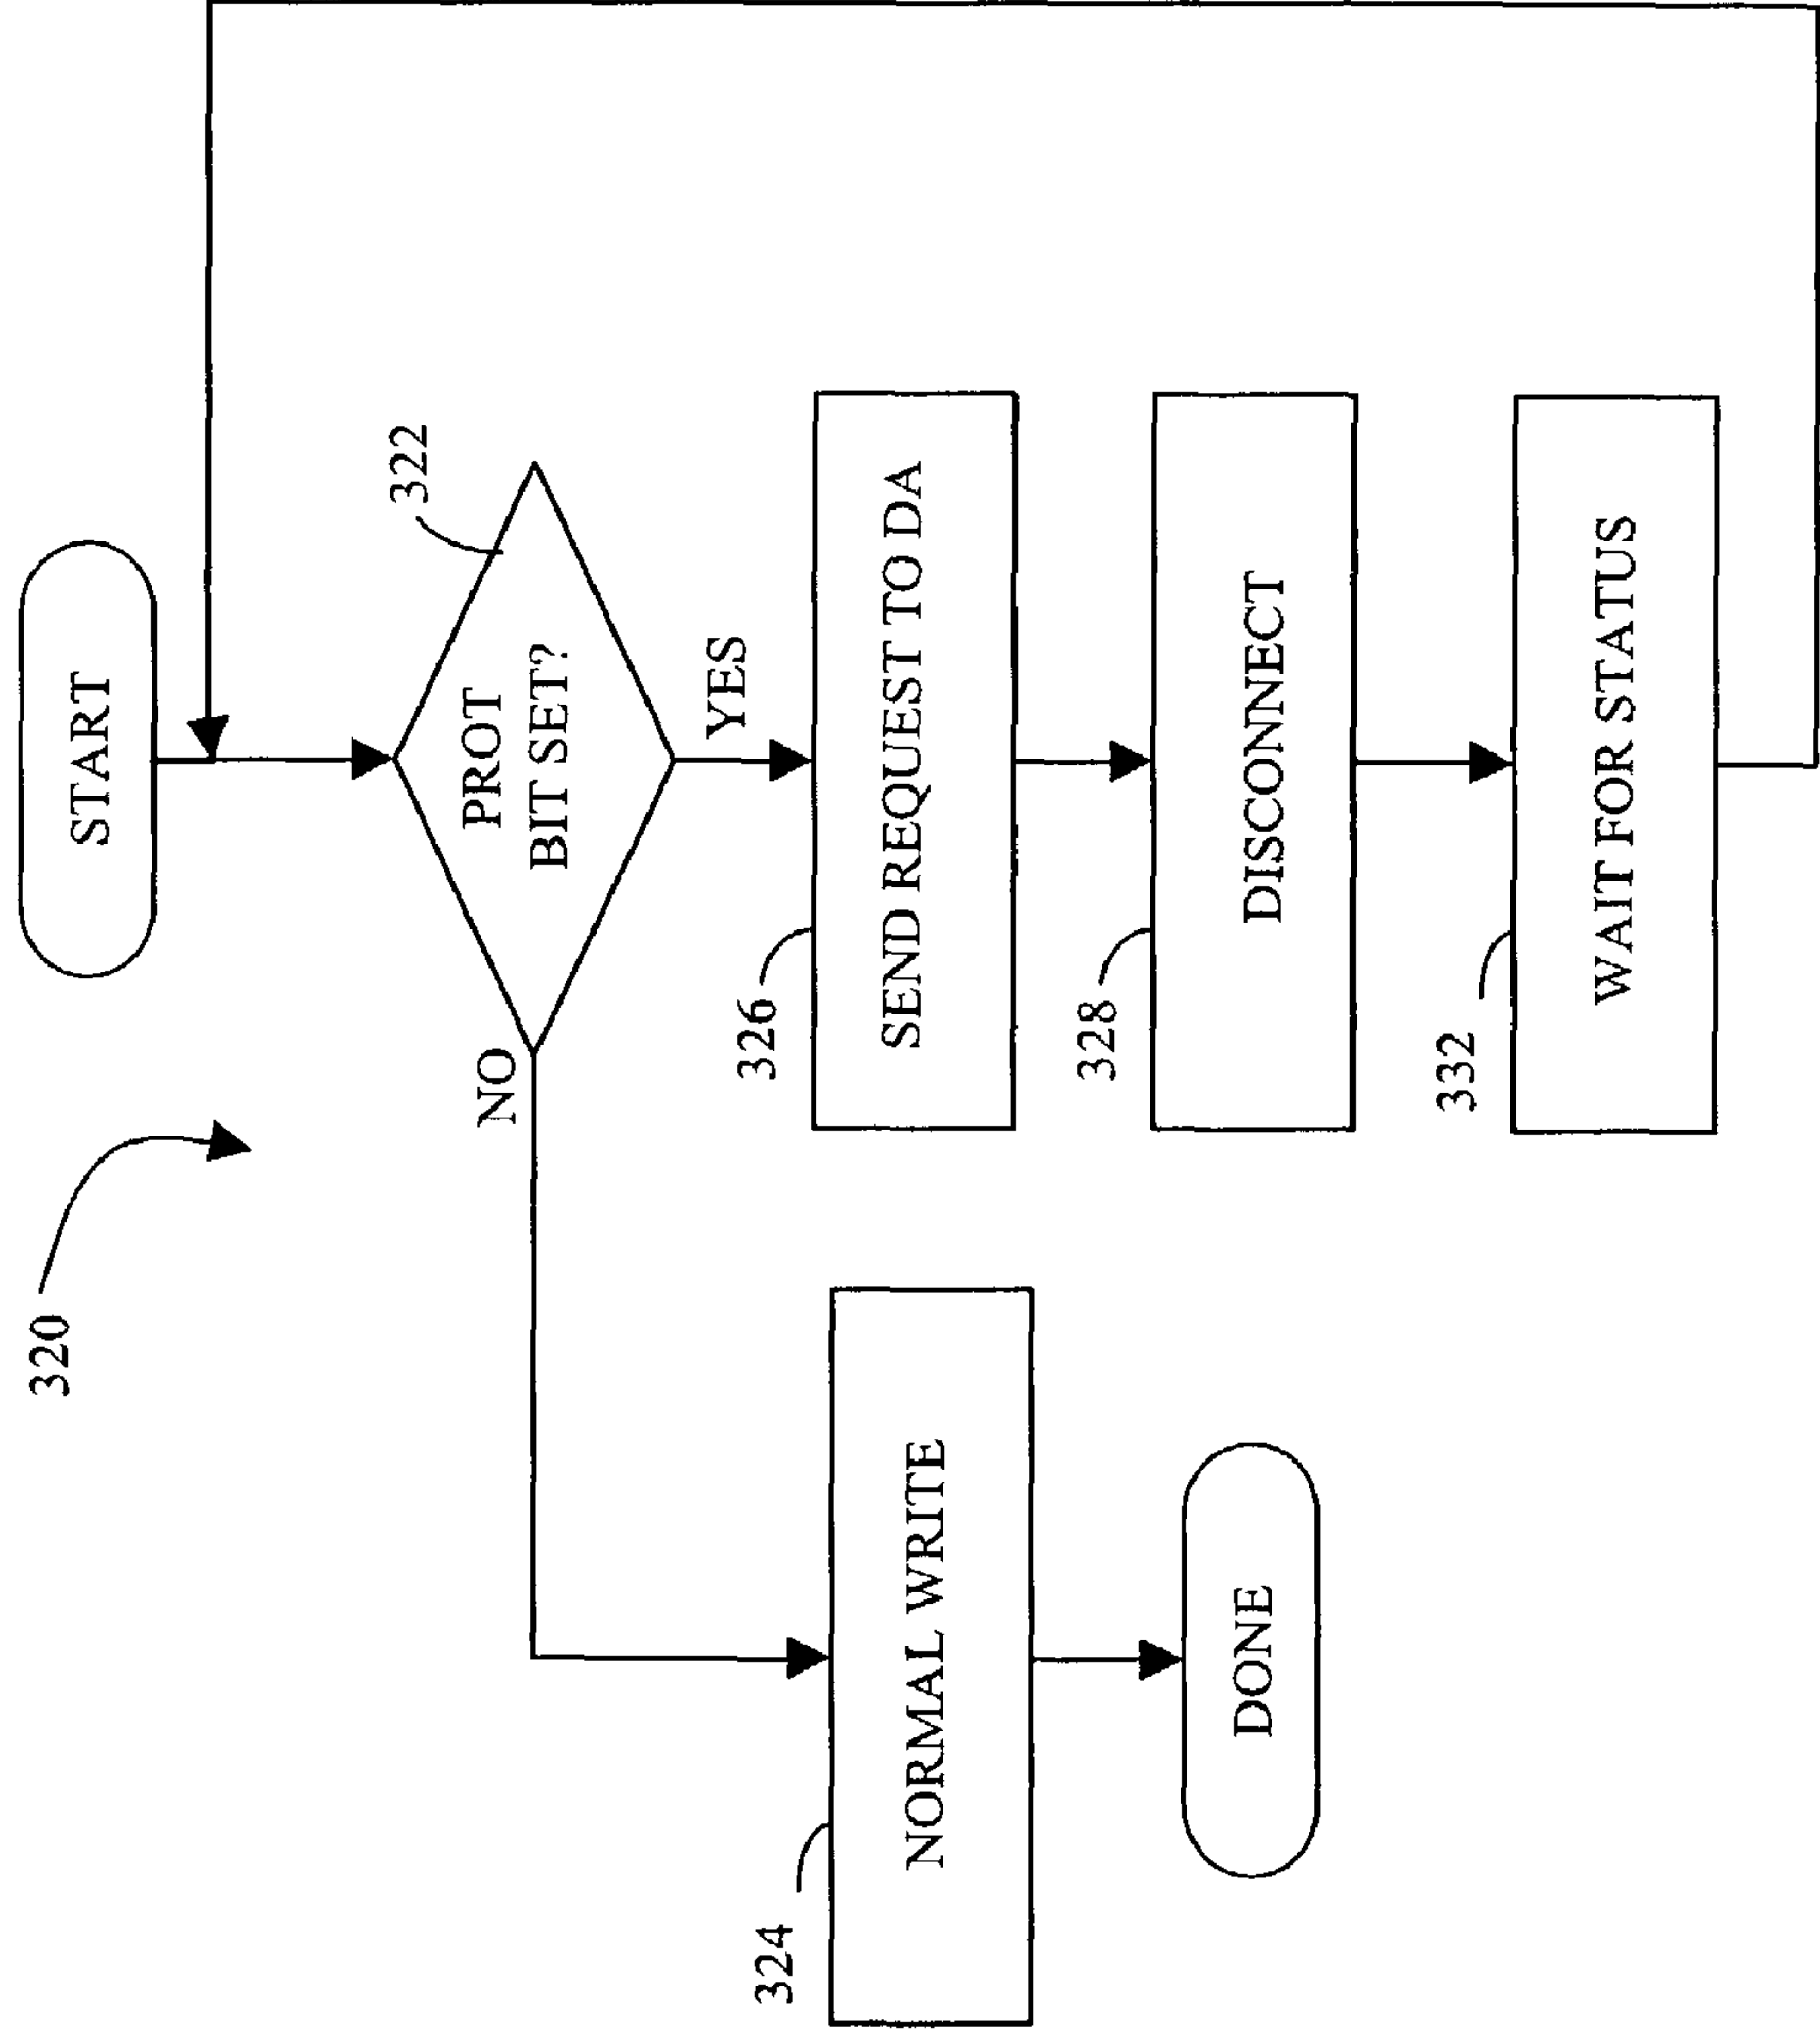 320
START
322
PROT
BIT SET?
NO
YES
324
NORMAL WRITE
326
SEND REQUEST TO DA
328
DISCONNECT
DONE
332
WAIT FOR STATUS